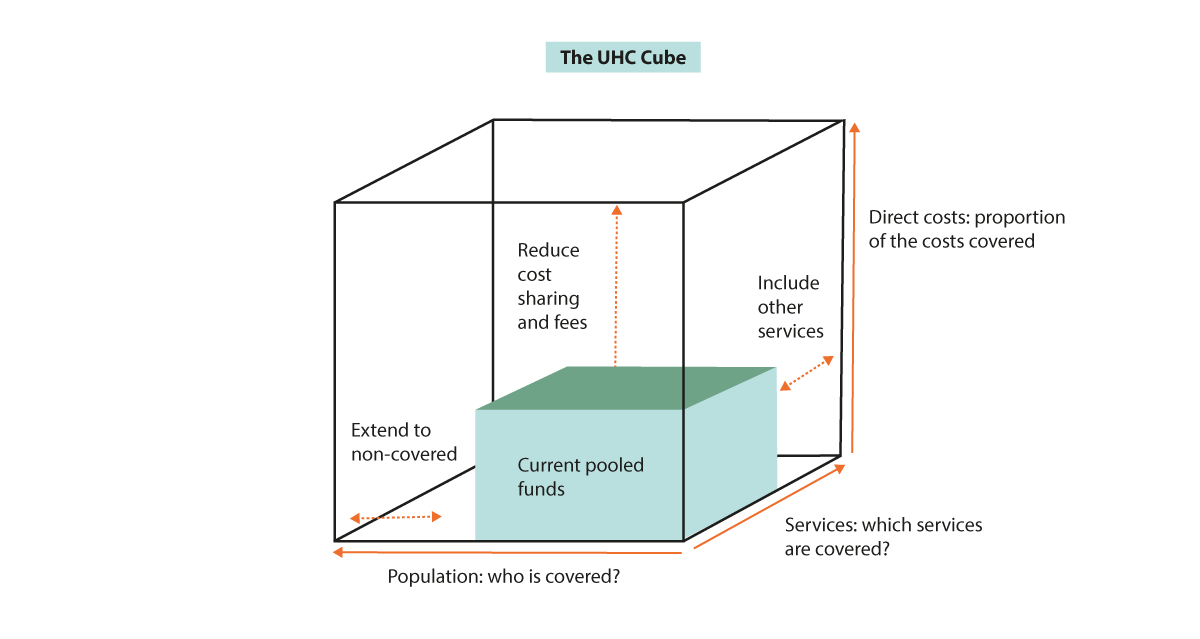 The UHC Cube
Direct costs: proportion
of the costs covered
Reduce
cost
sharing
and fees
Include
other
services
Extend to
non-covered
Current pooled
funds
Services: which services
are covered?
Population: who is covered?